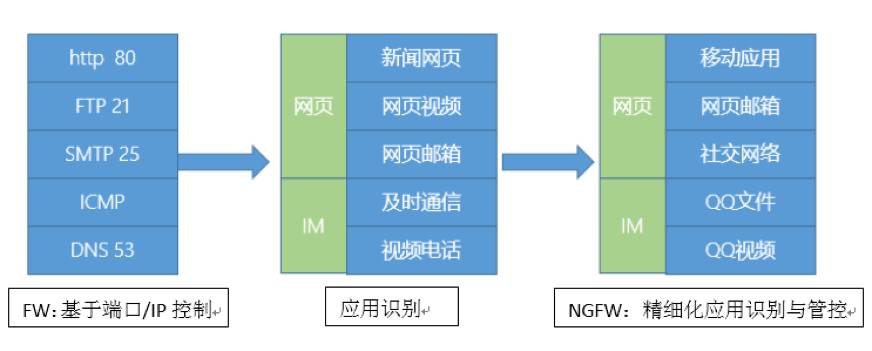 http 80
FTP 21
SMTP 25
ICMP
DNS 53
FW：基于端口/IP 控制
网页
新闻网页
网页视频
网页邮箱
IM
及时通信
视频电话
应用识别
网页
移动应用
网页邮箱
社交网络
IM
QQ文件
QQ视频
NGFW：精细化应用识别与管控